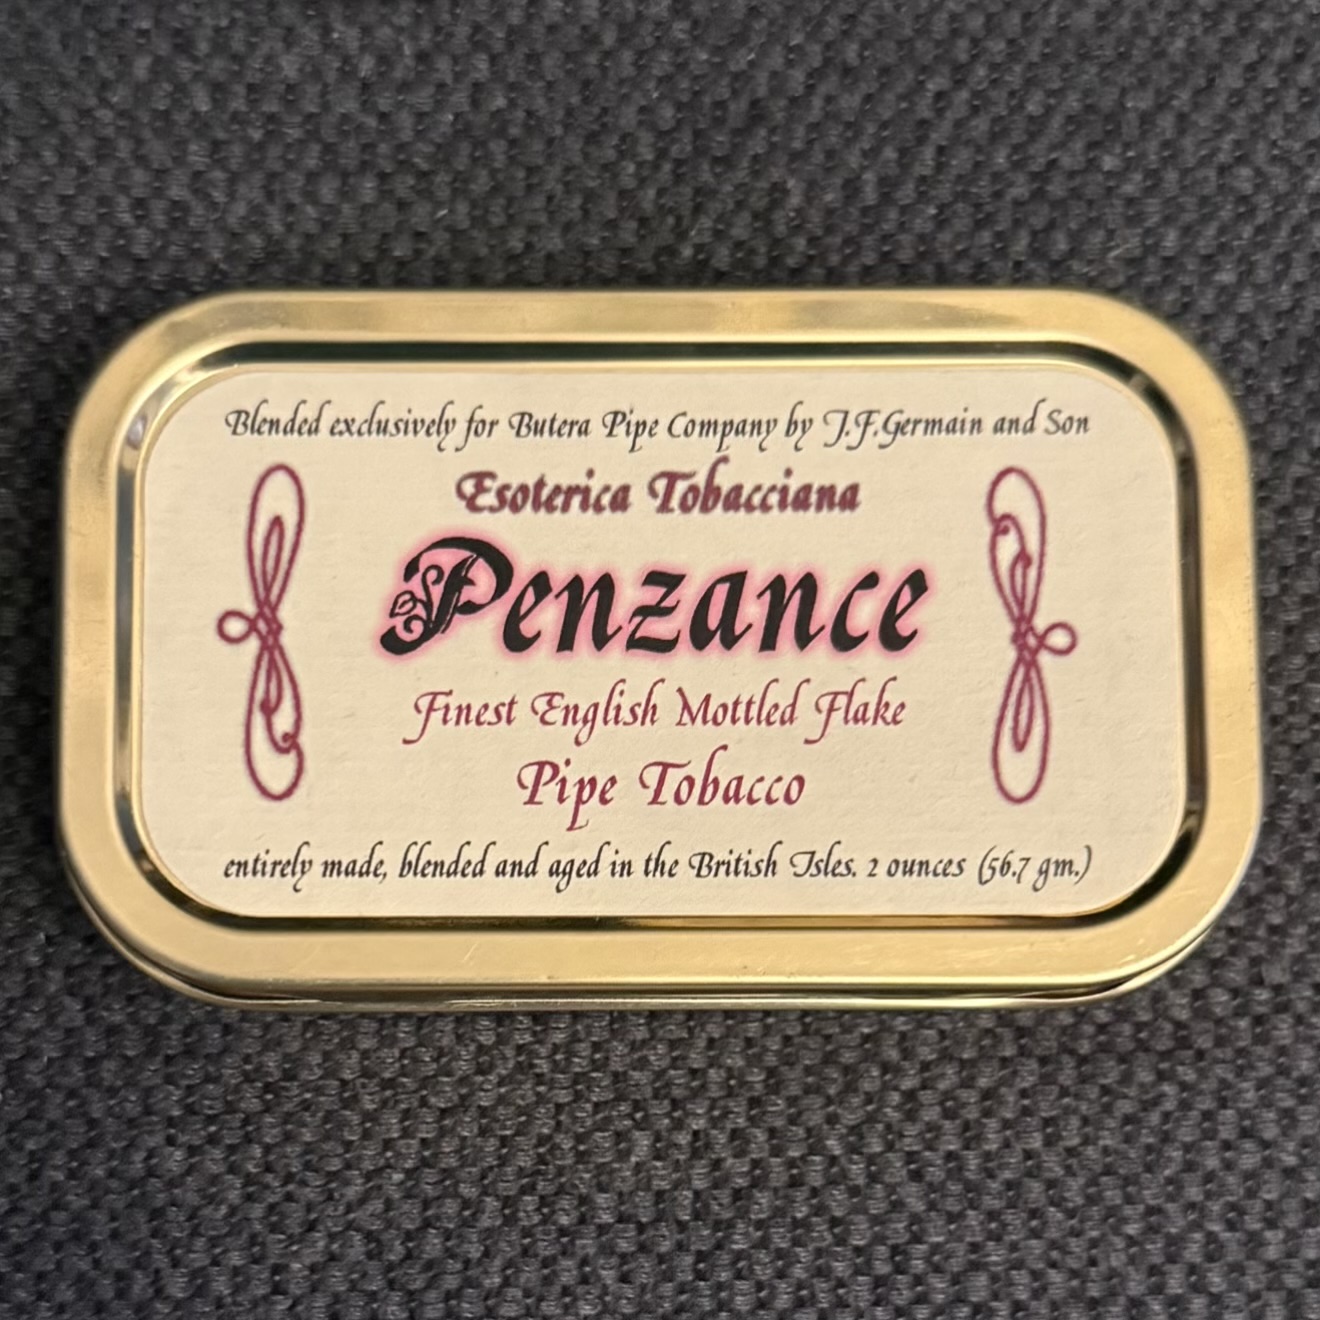 Blended exclusively for Butera Pipe Company by J.F.Germain and Son
Esoterica Tobacciana
Penzance
Finest English Mottled Flake
Pipe Tobacco
entirely made, blended and aged in the British Isles. 2 ounces (56.7 gm.)